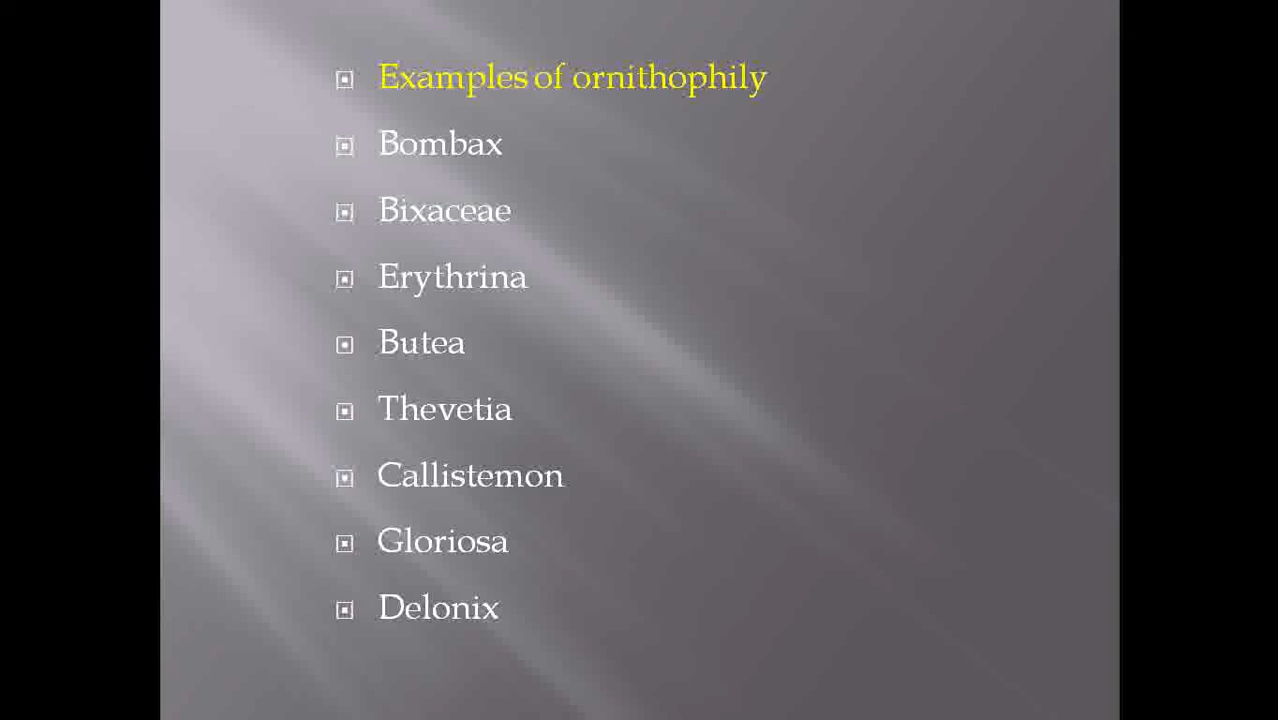 Examples of ornithophily
Bombax
Bixaceae
Erythrina
Butea
Thevetia
Callistemon
Gloriosa
Delonix